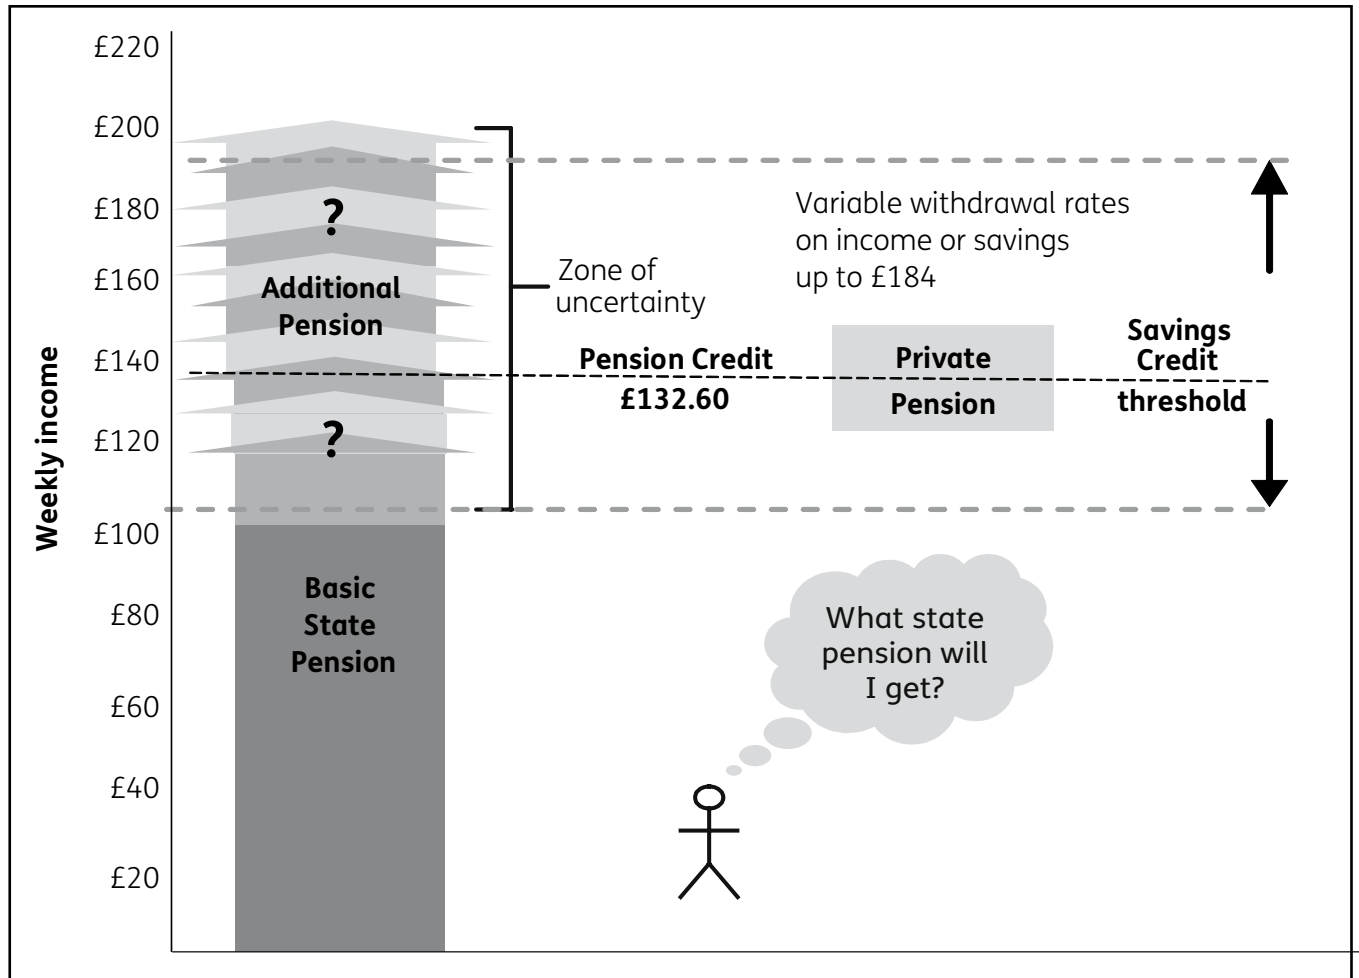 £220
£200
£180
£160
£140
£120
£100
£80
£60
£40
£20
Weekly income
?
Additional
Pension
?
Basic
State
Pension
Zone of
uncertainty
Variable withdrawal rates
on income or savings
up to £184
Pension Credit
£132.60
Private
Pension
Savings
Credit
threshold
What state
pension will
I get?